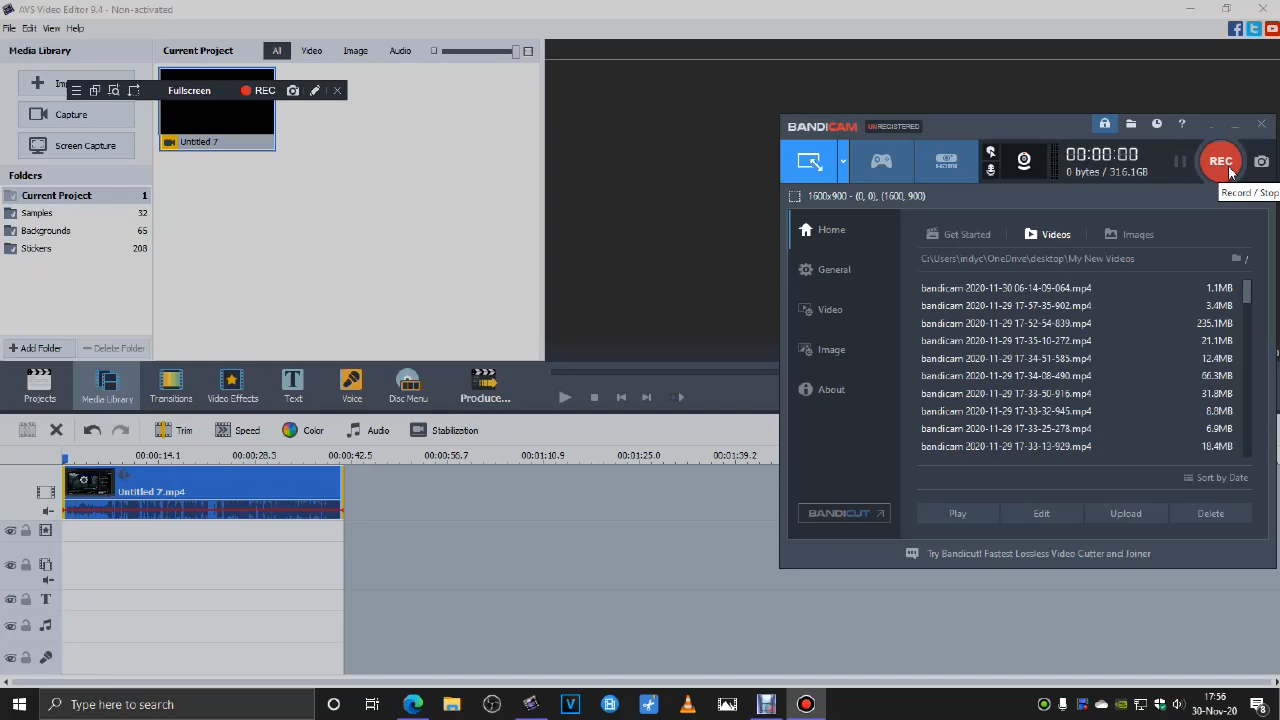 AVS Video Editor 9.4 - Non-activated
File Edit View Help
Media Library
Current Project
All
Video
Image
Audio
Fullscreen
REC
Untitled 7
Capture
Screen Capture
Folders
Current Project 1
Samples 32
Backgrounds 65
Stickers 208
Add Folder
Delete Folder
BANDICAM UNREGISTERED
00:00:00
0 bytes / 316.1GB
REC
Record / Stop
1600x900 - (0, 0), (1600, 900)
Home
General
Video
Image
About
Get Started
Videos
Images
C:\Users\indyc\OneDrive\desktop\My New Videos
bandicam 2020-11-30 06-14-09-064.mp4 1.1MB
bandicam 2020-11-29 17-57-35-902.mp4 3.4MB
bandicam 2020-11-29 17-52-54-839.mp4 235.1MB
bandicam 2020-11-29 17-35-10-272.mp4 21.1MB
bandicam 2020-11-29 17-34-51-585.mp4 12.4MB
bandicam 2020-11-29 17-34-08-490.mp4 66.3MB
bandicam 2020-11-29 17-33-50-916.mp4 31.8MB
bandicam 2020-11-29 17-33-32-945.mp4 8.8MB
bandicam 2020-11-29 17-33-25-278.mp4 6.9MB
bandicam 2020-11-29 17-33-13-929.mp4 18.4MB
Sort by Date
BANDICUT
Play
Edit
Upload
Delete
Try Bandicut! Fastest Lossless Video Cutter and Joiner
Projects
Media Library
Transitions
Video Effects
Text
Voice
Disc Menu
Produce...
Trim
Speed
Color
Audio
Stabilization
00:00:14.1 00:00:28.3 00:00:42.5 00:00:56.7 00:01:10.9 00:01:25.0 00:01:39.2
Untitled 7.mp4
Type here to search
17:56
30-Nov-20